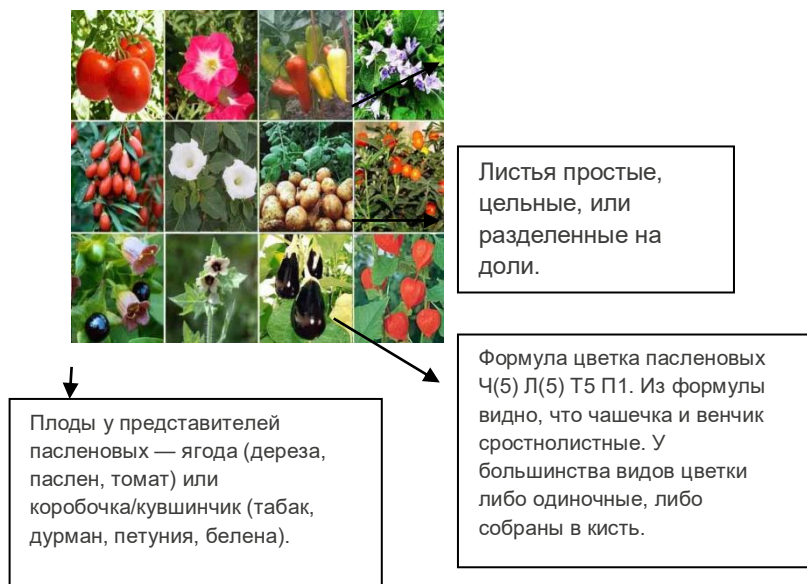 Листья простые,
цельные, или
разделенные на
доли.
Формула цветка пасленовых
Ч(5) Л(5) Т5 П1. Из формулы
видно, что чашечка и венчик
сростнолистные. У
большинства видов цветки
либо одиночные, либо
собраны в кисть.
Плоды у представителей
пасленовых — ягода (дереза,
паслен, томат) или
коробочка/кувшинчик (табак,
дурман, петуния, белена).